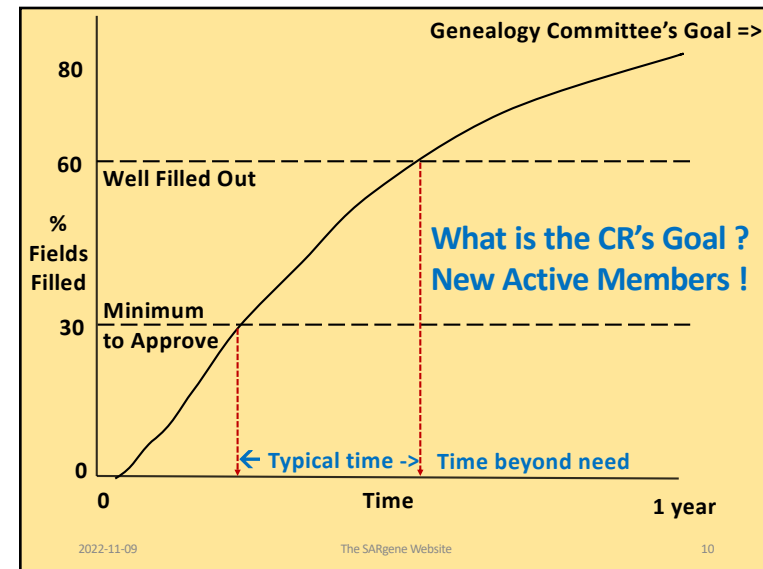 Genealogy Committee's Goal =>
80
60
Well Filled Out
%
Fields
Filled
What is the CR's Goal ?
New Active Members !
Minimum
to Approve
30
0
← Typical time -> Time beyond need
0
Time
1 year
2022-11-09
The SARgene Website
10